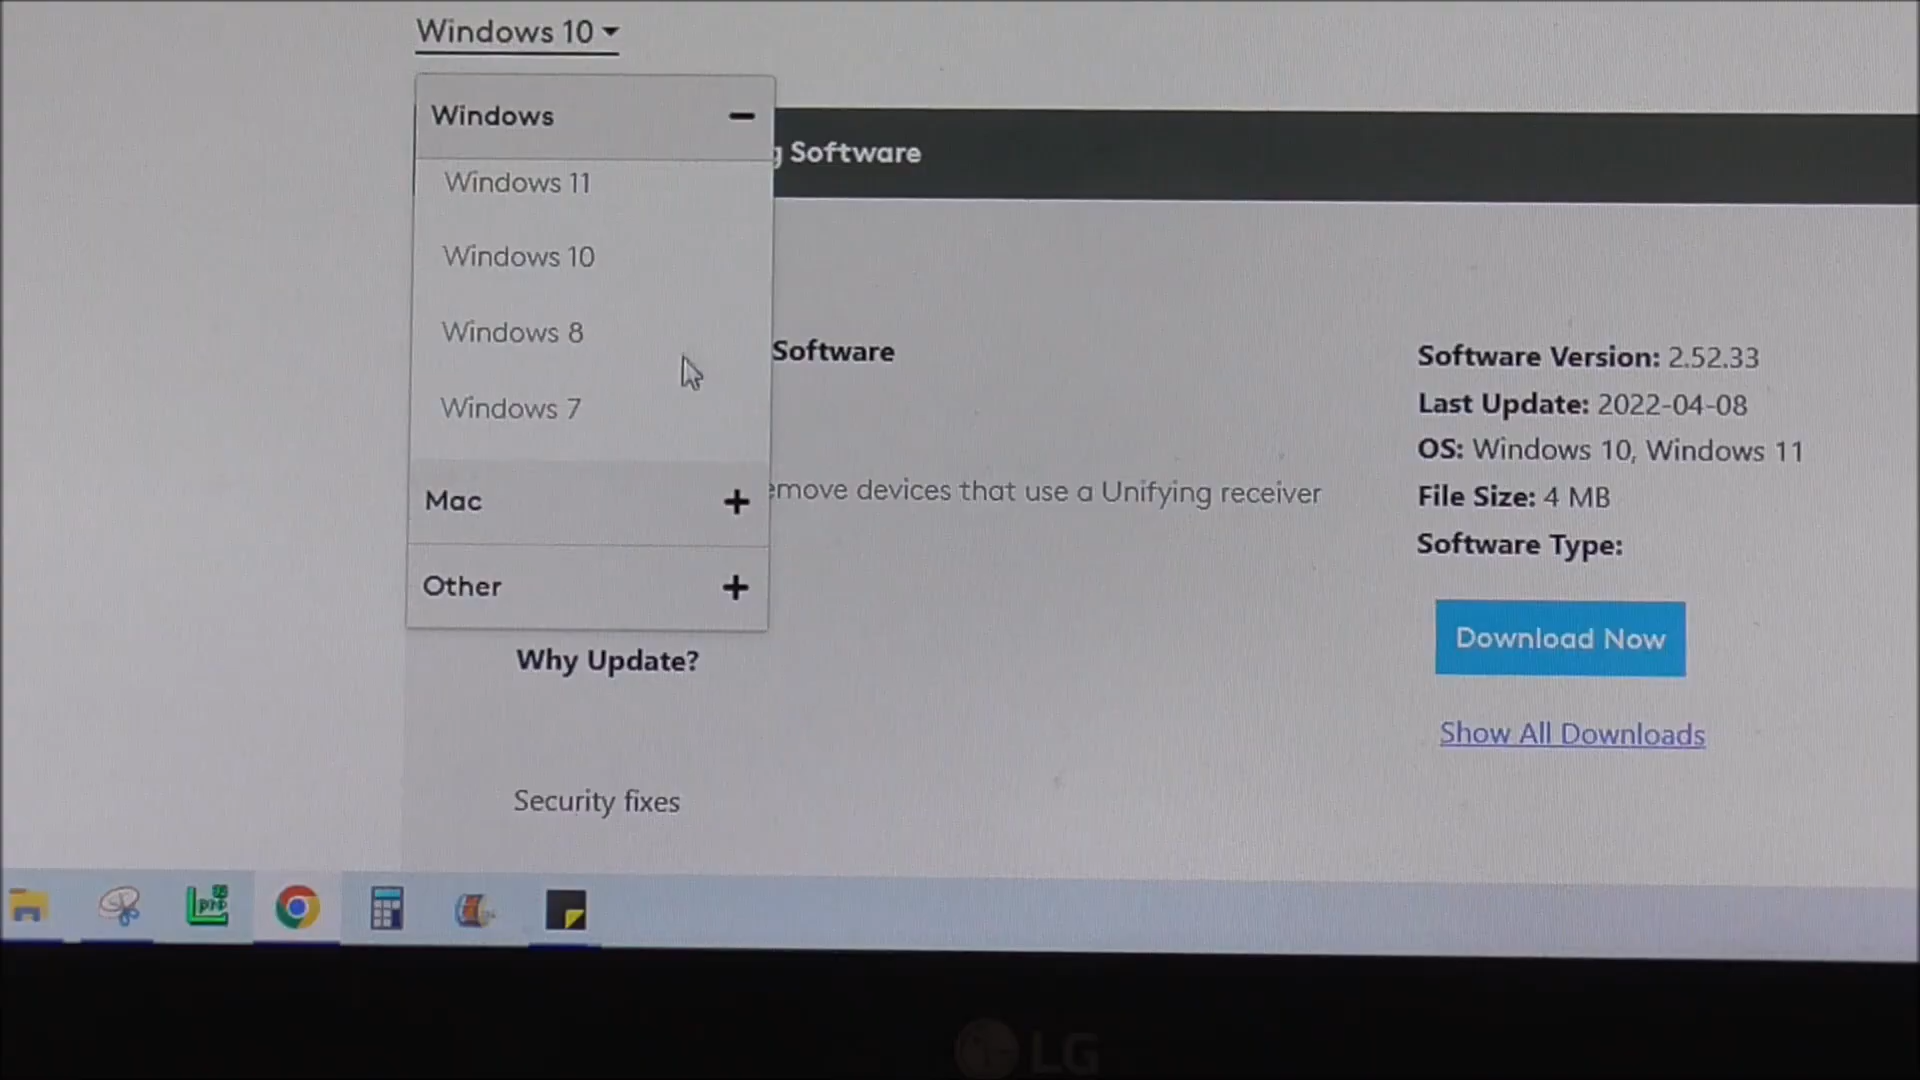 Windows 10
Windows
Windows 11
Windows 10
Windows 8
Windows 7
Mac
Other
Software
Software
move devices that use a Unifying receiver
Why Update?
Security fixes
Software Version: 2.52.33
Last Update: 2022-04-08
OS: Windows 10, Windows 11
File Size: 4 MB
Software Type:
Download Now
Show All Downloads
LG